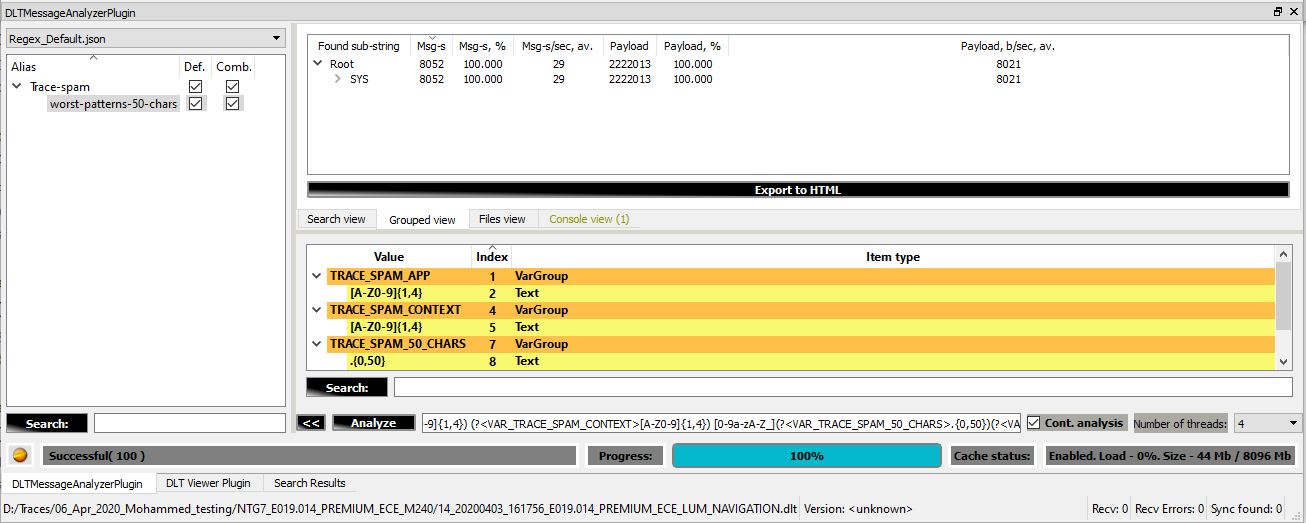 DLTMessageAnalyzerPlugin
Regex_Default.json
Alias Def. Comb.
Trace-spam
worst-patterns-50-chars
Search:
Found sub-string Msg-s Msg-s, % Msg-s/sec, av. Payload Payload, % Payload, b/sec, av.
Root 8052 100.000 29 2222013 100.000 8021
SYS 8052 100.000 29 2222013 100.000 8021
Export to HTML
Search view Grouped view Files view Console view (1)
Value Index Item type
TRACE_SPAM_APP 1 VarGroup
[A-Z0-9]{1,4} 2 Text
TRACE_SPAM_CONTEXT 4 VarGroup
[A-Z0-9]{1,4} 5 Text
TRACE_SPAM_50_CHARS 7 VarGroup
.{0,50} 8 Text
Search:
<< Analyze -9]{1,4}) (?<VAR_TRACE_SPAM_CONTEXT>[A-Z0-9]{1,4}) [0-9a-zA-Z_](?<VAR_TRACE_SPAM_50_CHARS>.{0,50})(?<VA Cont. analysis Number of threads: 4
Successful( 100 ) Progress: 100% Cache status: Enabled. Load - 0%. Size - 44 Mb / 8096 Mb
DLTMessageAnalyzerPlugin DLT Viewer Plugin Search Results
D:/Traces/06_Apr_2020_Mohammed_testing/NTG7_E019.014_PREMIUM_ECE_M240/14_20200403_161756_E019.014_PREMIUM_ECE_LUM_NAVIGATION.dlt Version: <unknown> Recv: 0 Recv Errors: 0 Sync found: 0